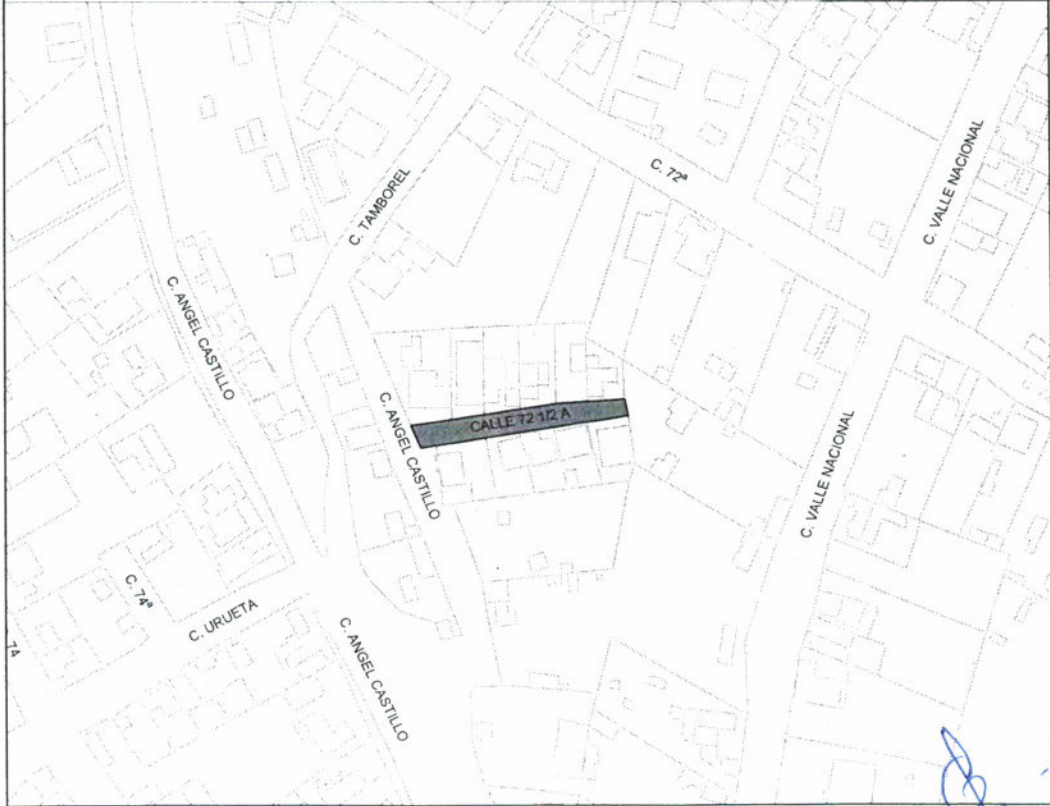 C. TAMBOREL
C. 72ª
C. VALLE NACIONAL
C. ANGEL CASTILLO
C. ANGEL CASTILLO
CALLE 72 1/2 A
C. VALLE NACIONAL
C. 74ª
C. URUETA
C. ANGEL CASTILLO
74